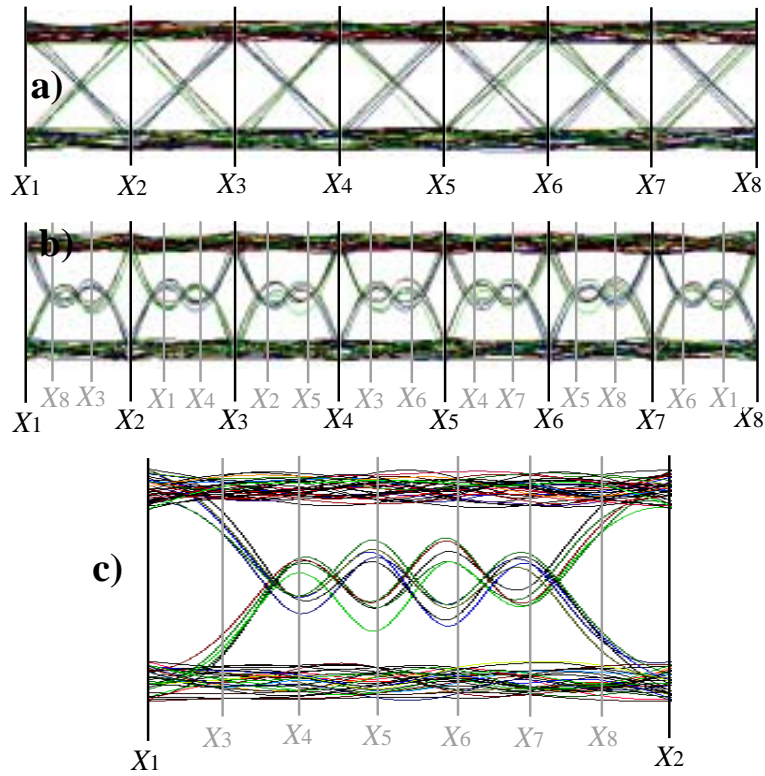 a)
X1 X2 X3 X4 X5 X6 X7 X8
b)
X8 X3 X1 X4 X2 X5 X3 X6 X4 X7 X5 X8 X6 X1
X1 X2 X3 X4 X5 X6 X7 X8
c)
X3 X4 X5 X6 X7 X8
X1 X2